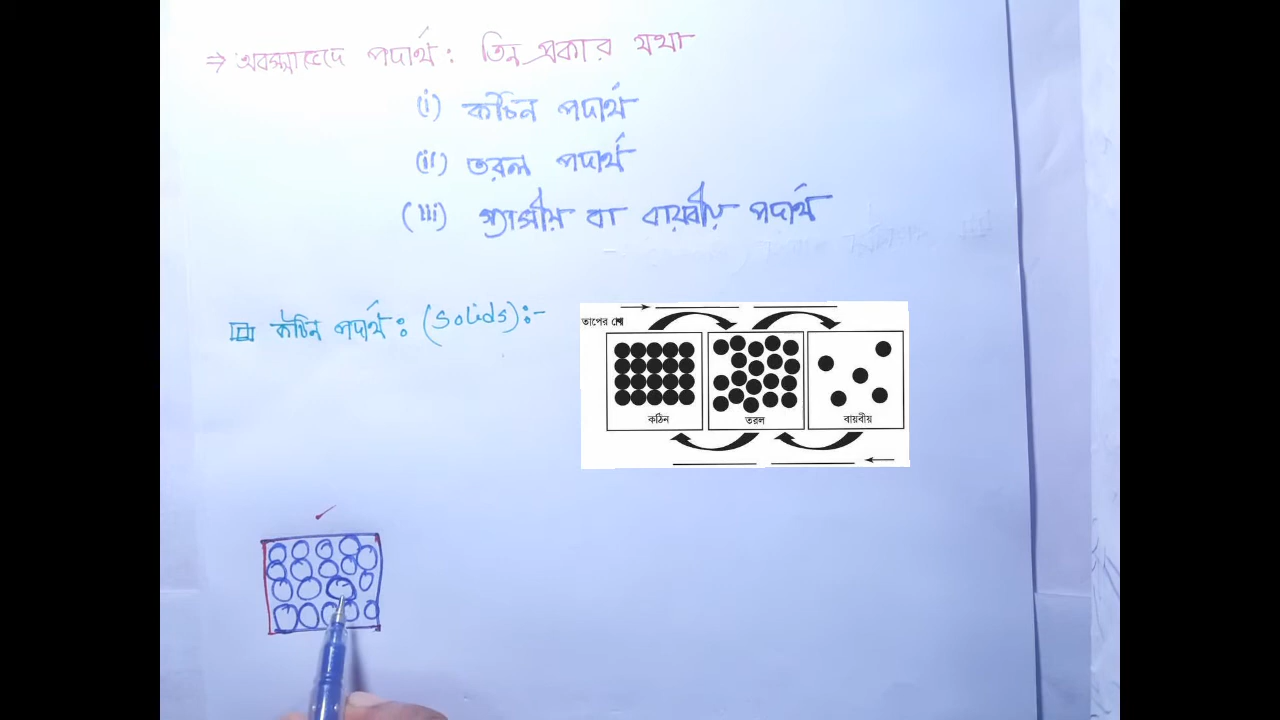 ⇒ অবস্থাভেদে পদার্থ : তিন প্রকার যথা
(i) কঠিন পদার্থ
(ii) তরল পদার্থ
(iii) গ্যাসীয় বা বায়বীয় পদার্থ
কঠিন পদার্থ : (Solids) :-
তাপের
কঠিন
তরল
বায়বীয়